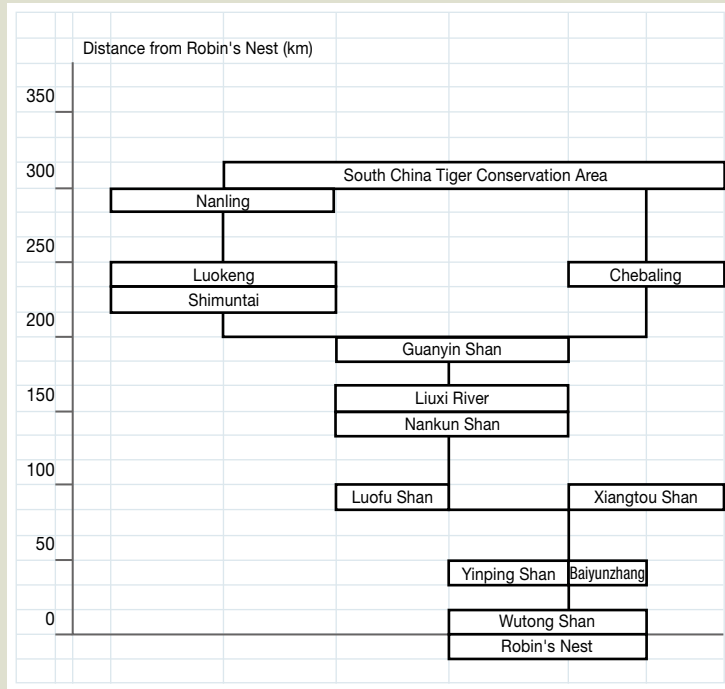 Distance from Robin's Nest (km)
350
300
South China Tiger Conservation Area
Nanling
250
Luokeng
Chebaling
Shimuntai
200
Guanyin Shan
150
Liuxi River
Nankun Shan
100
Luofu Shan
Xiangtou Shan
50
Yinping Shan
Baiyunzhang
0
Wutong Shan
Robin's Nest